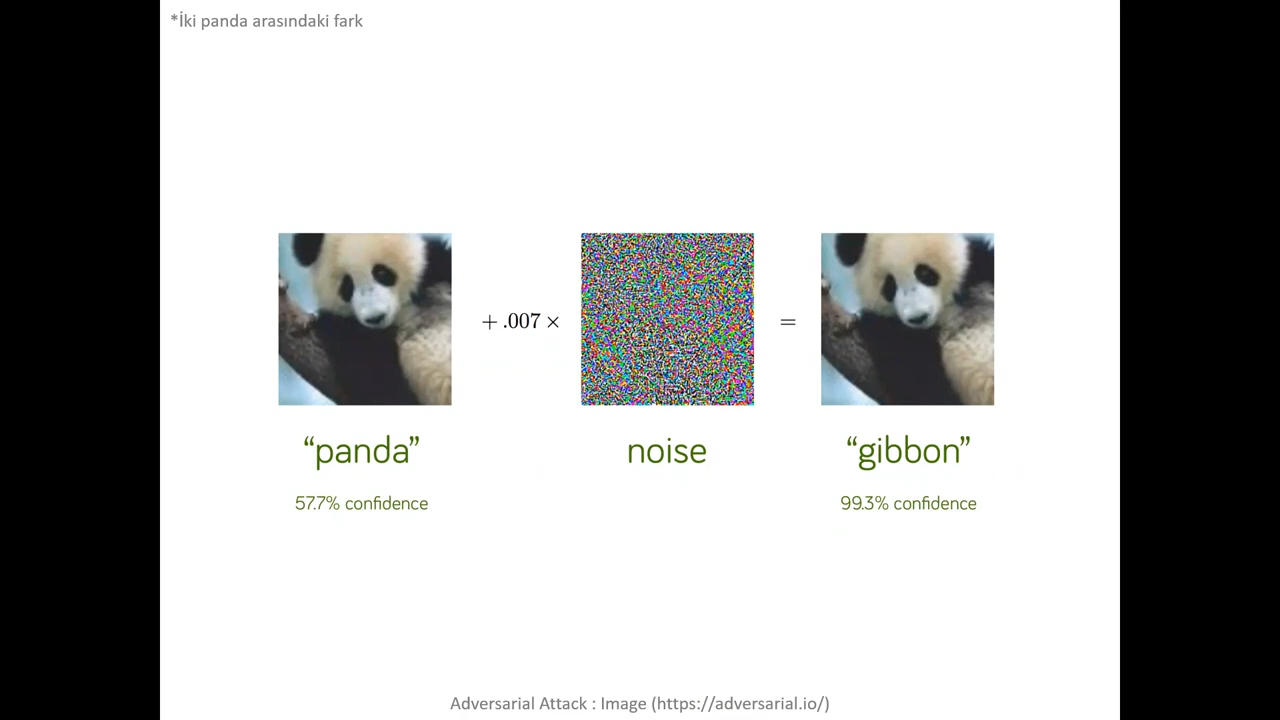 *İki panda arasındaki fark
+ .007 ×
=
“panda”
noise
“gibbon”
57.7% confidence
99.3% confidence
Adversarial Attack : Image (https://adversarial.io/)